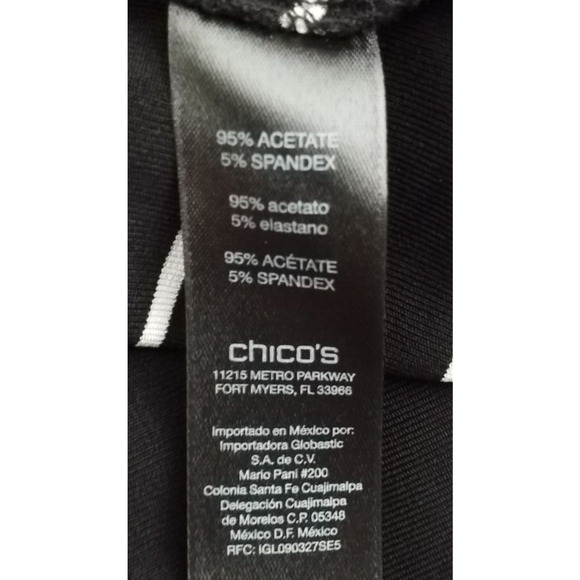 95% ACETATE
5% SPANDEX
95% acetato
5% elastano
95% ACÉTATE
5% SPANDEX
chico's
11215 METRO PARKWAY
FORT MYERS, FL 33966
Importado en México por:
Importadora Globastic
S.A. de C.V.
Mario Pani #200
Colonia Santa Fe Cuajimalpa
Delegación Cuajimalpa
de Morelos C.P. 05348
México D.F. México
RFC: IGL090327SE5